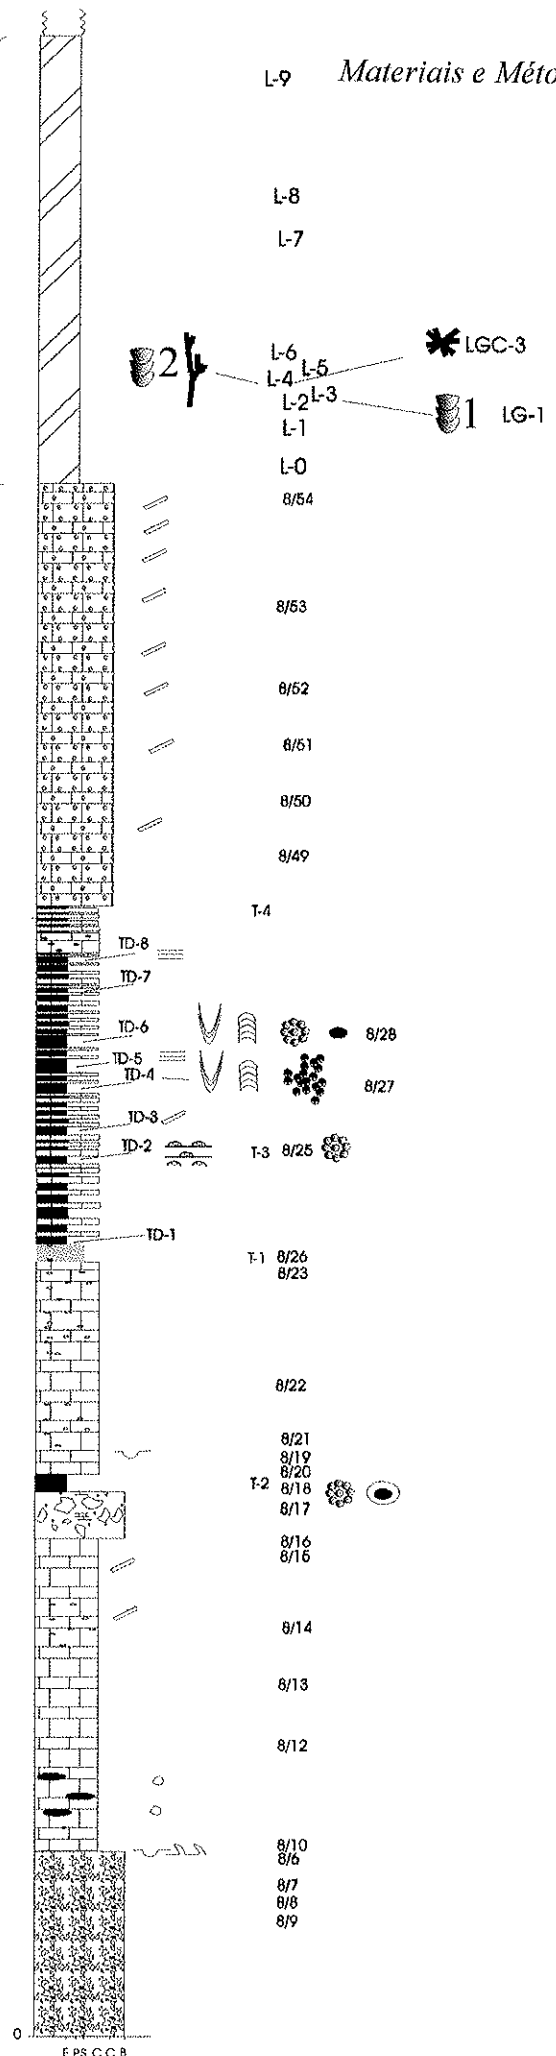 Materiais e Méto
L-9
L-8
L-7
L-6
L-5
L-4
L-3
L-2
L-1
L-0
2
LGC-3
1 LG-1
8/54
8/53
8/52
8/51
8/50
8/49
T-4
TD-8
TD-7
TD-6
8/28
TD-5
TD-4
8/27
TD-3
TD-2
T-3 8/25
TD-1
T-1 8/26
8/23
8/22
8/21
8/19
8/20
T-2 8/18
8/17
8/16
8/15
8/14
8/13
8/12
8/10
8/6
8/7
8/8
8/9
0
F PS C C B